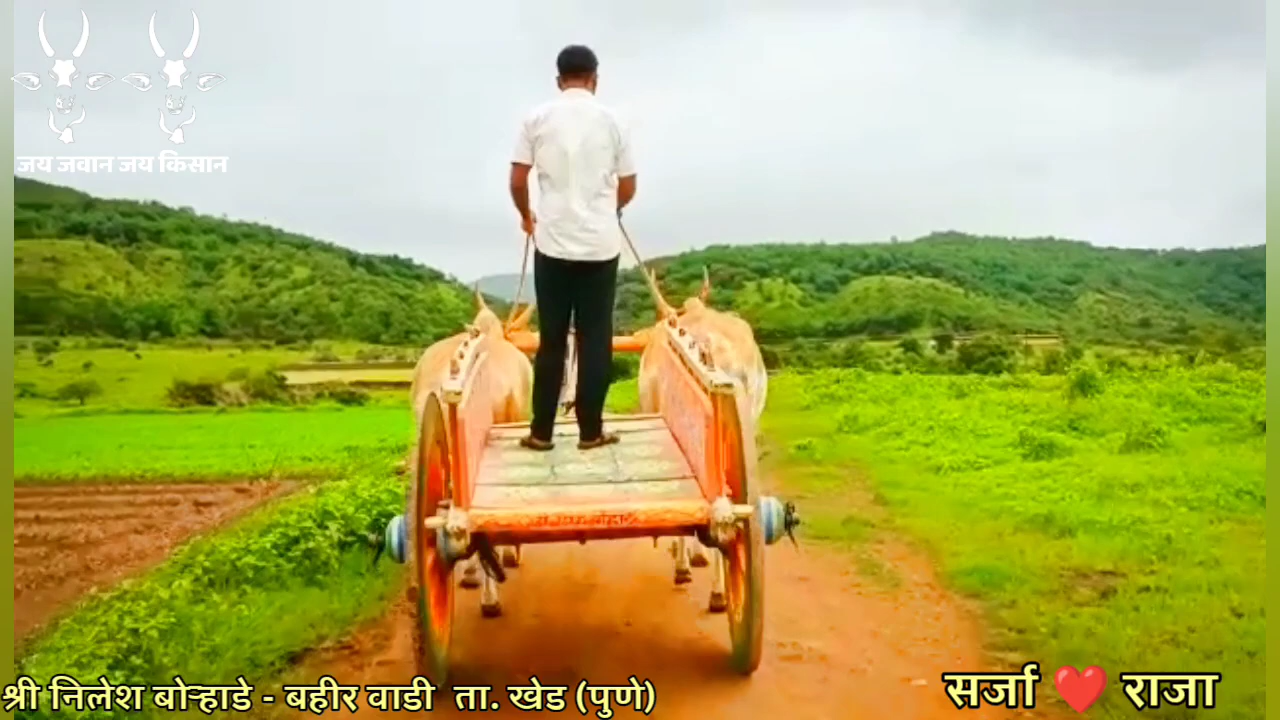 जय जवान जय किसान
श्री निलेश बोऱ्हाडे - बहीर वाडी ता. खेड (पुणे)
सर्जा ❤️ राजा